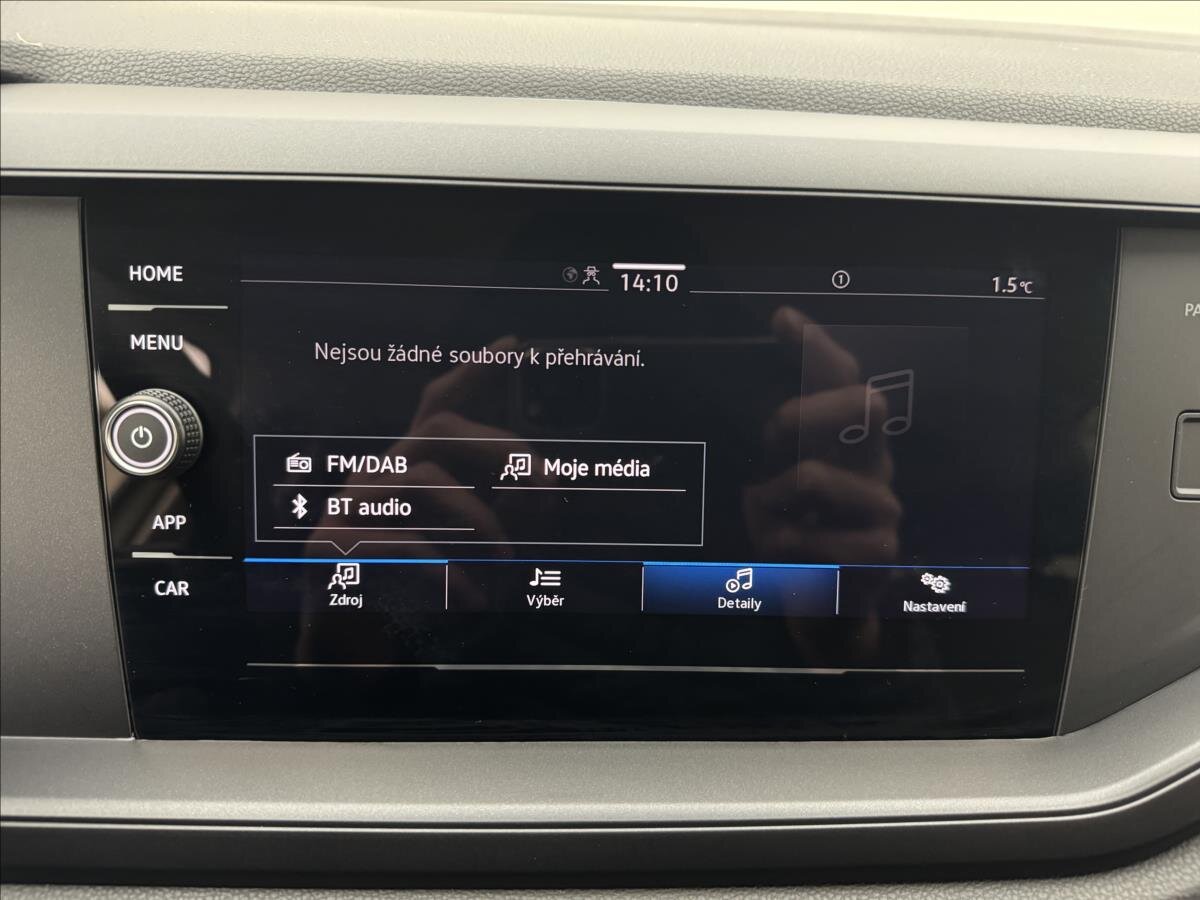 HOME
14:10
1.5°C
MENU
Nejsou žádné soubory k přehrávání.
FM/DAB
Moje média
BT audio
APP
CAR
Zdroj
Výběr
Detaily
Nastavení